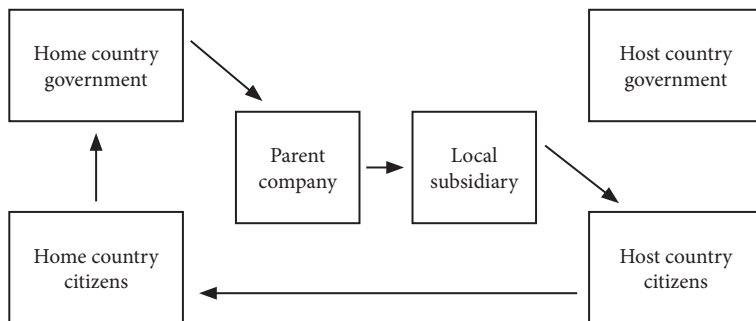 Home country
government
Host country
government
Parent
company
Local
subsidiary
Home country
citizens
Host country
citizens